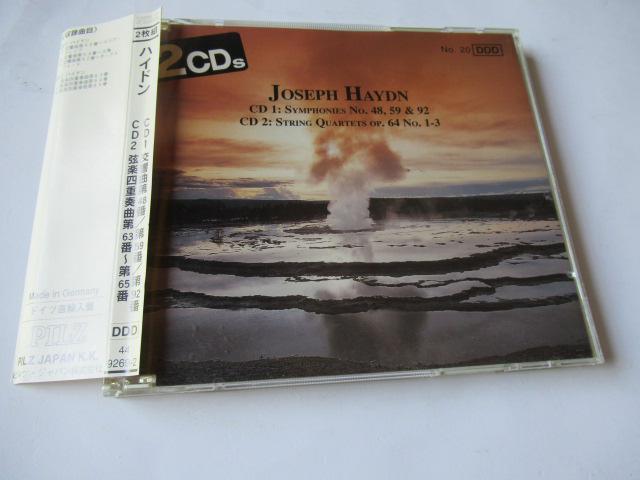 2CDs
No. 20 DDD
JOSEPH HAYDN
CD 1: SYMPHONIES NO. 48, 59 & 92
CD 2: STRING QUARTETS OP. 64 NO. 1-3
2枚組
ハイドン
CD1 交響曲第48番/第59番/第92番
CD2 弦楽四重奏曲第63番〜第65番
DDD
44
9269-2
Made in Germany
ドイツ直輸入盤
PILZ
PILZ JAPAN K.K.